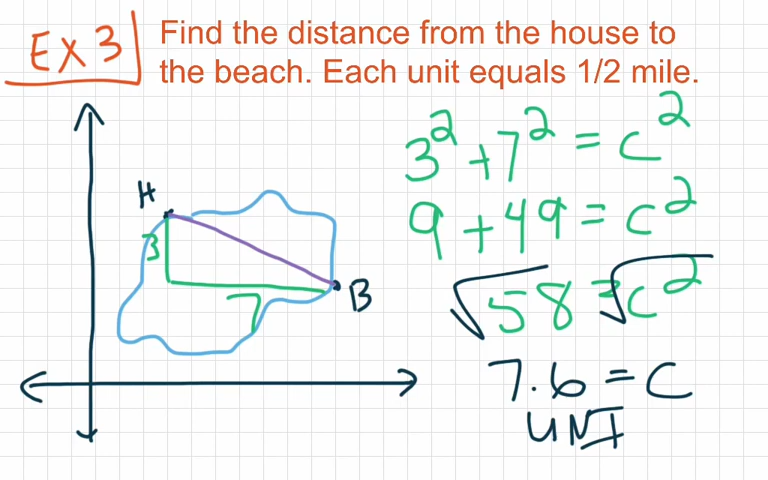 EX 3
Find the distance from the house to
the beach. Each unit equals 1/2 mile.
3² + 7² = c²
9 + 49 = c²
√58 = √c²
7.6 = c
UNI
H
3
7
B